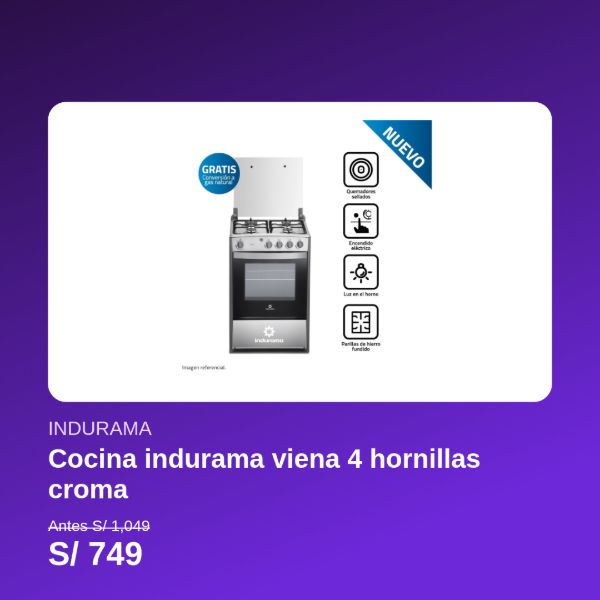 NUEVO
GRATIS
Conversión a
gas natural
Quemadores
sellados
Encendido
eléctrico
Luz en el horno
Parillas de hierro
fundido
indurama
Imagen referencial.
INDURAMA
Cocina indurama viena 4 hornillas
croma
Antes S/ 1,049
S/ 749